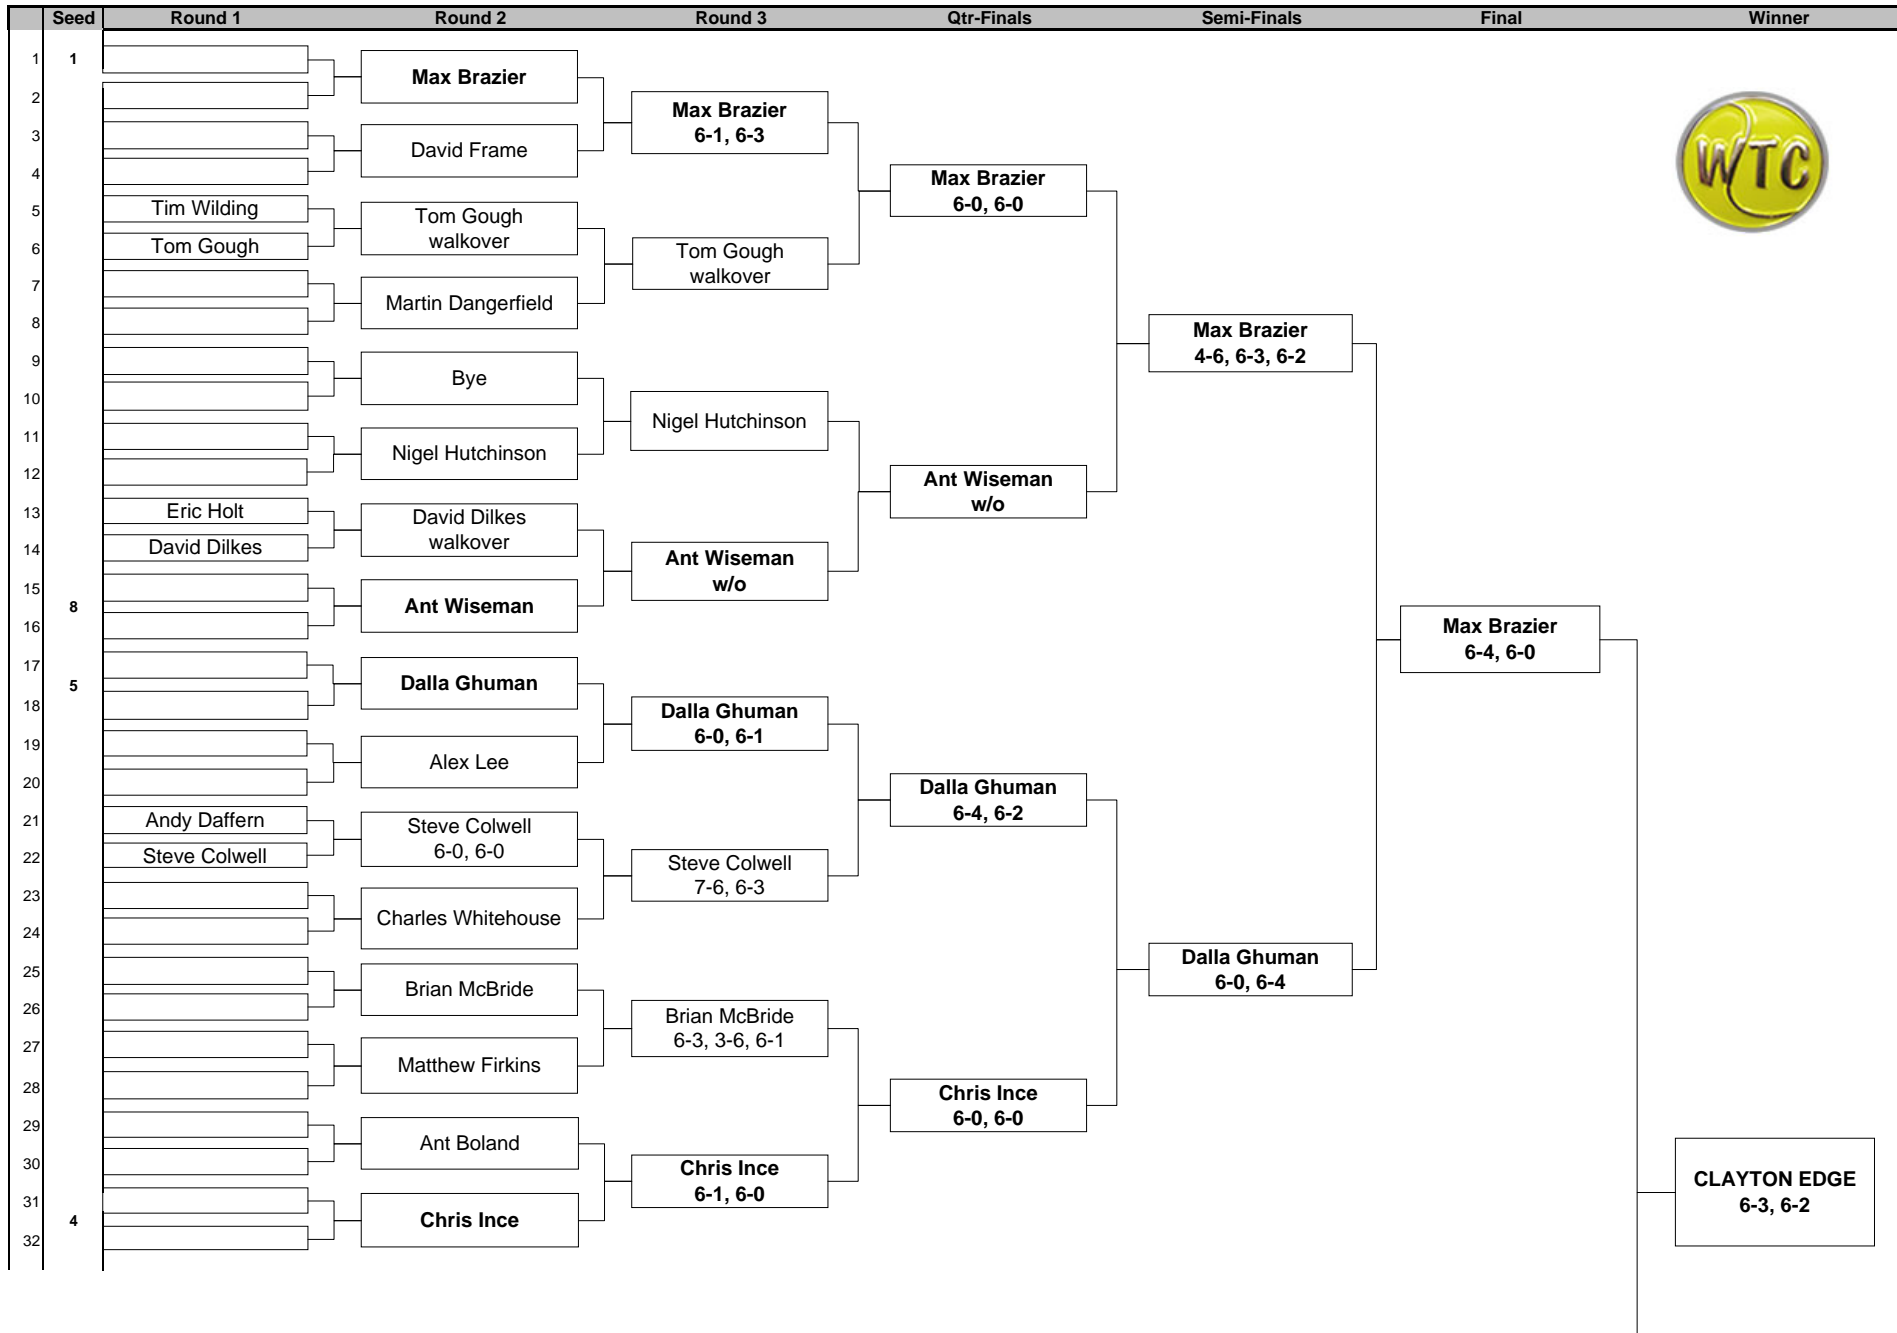 Seed Round 1 Round 2 Round 3 Qtr-Finals Semi-Finals Final Winner
1 1
Max Brazier
2
Max Brazier
6-1, 6-3
3
David Frame
4
Max Brazier
6-0, 6-0
WTC
5 Tim Wilding
Tom Gough
walkover
6 Tom Gough
Tom Gough
walkover
7
Martin Dangerfield
8
Max Brazier
4-6, 6-3, 6-2
9
Bye
10
Nigel Hutchinson
11
Nigel Hutchinson
12
Ant Wiseman
w/o
13 Eric Holt
David Dilkes
walkover
14 David Dilkes
Ant Wiseman
w/o
15
8
Ant Wiseman
16
Max Brazier
6-4, 6-0
17
5
Dalla Ghuman
18
Dalla Ghuman
6-0, 6-1
19
Alex Lee
20
Dalla Ghuman
6-4, 6-2
21 Andy Daffern
Steve Colwell
6-0, 6-0
22 Steve Colwell
Steve Colwell
7-6, 6-3
23
Charles Whitehouse
24
Dalla Ghuman
6-0, 6-4
25
Brian McBride
26
Brian McBride
6-3, 3-6, 6-1
27
Matthew Firkins
28
Chris Ince
6-0, 6-0
29
Ant Boland
30
Chris Ince
6-1, 6-0
CLAYTON EDGE
6-3, 6-2
31
4
Chris Ince
32